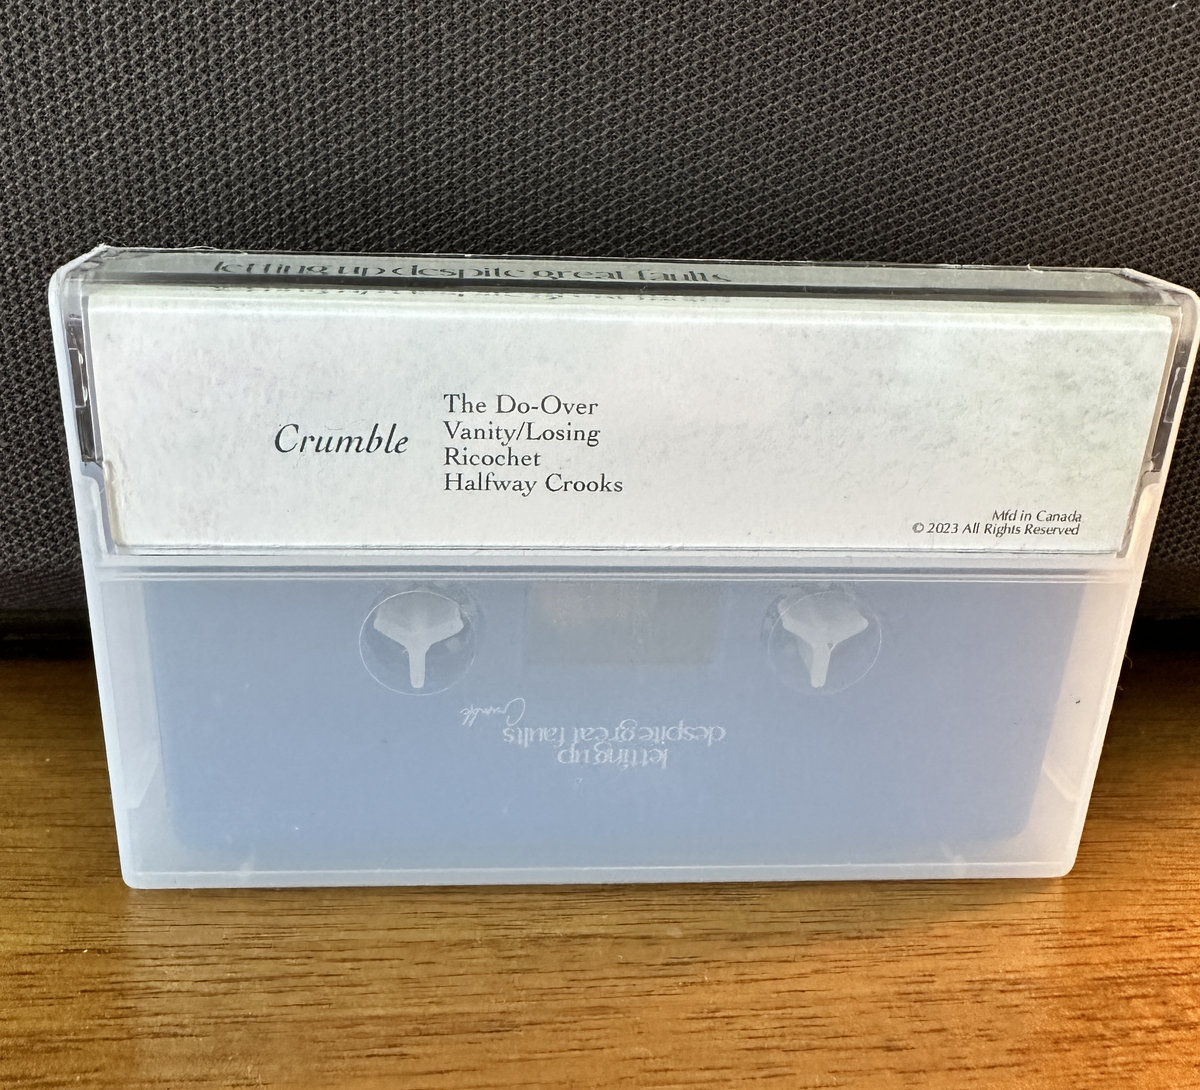 letting up despite great faults
Crumble
The Do-Over
Vanity/Losing
Ricochet
Halfway Crooks
Mfd in Canada
© 2023 All Rights Reserved
letting up
despite great faults
Crumble